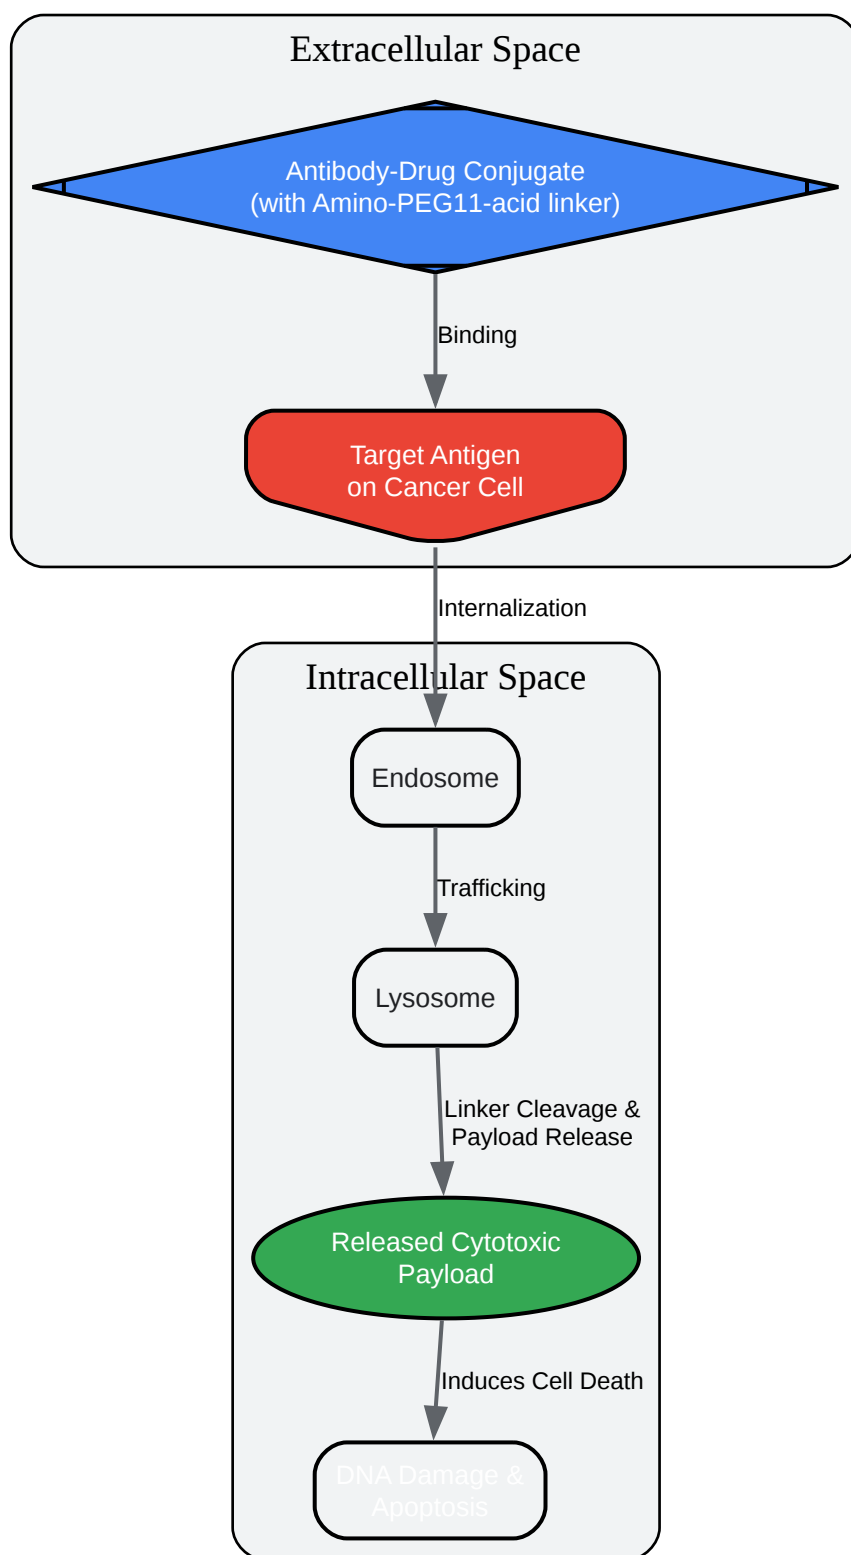 Extracellular Space
Antibody-Drug Conjugate
(with Amino-PEG11-acid linker)
Binding
Target Antigen
on Cancer Cell
Internalization
Intracellular Space
Endosome
Trafficking
Lysosome
Linker Cleavage &
Payload Release
Released Cytotoxic
Payload
Induces Cell Death
DNA Damage &
Apoptosis